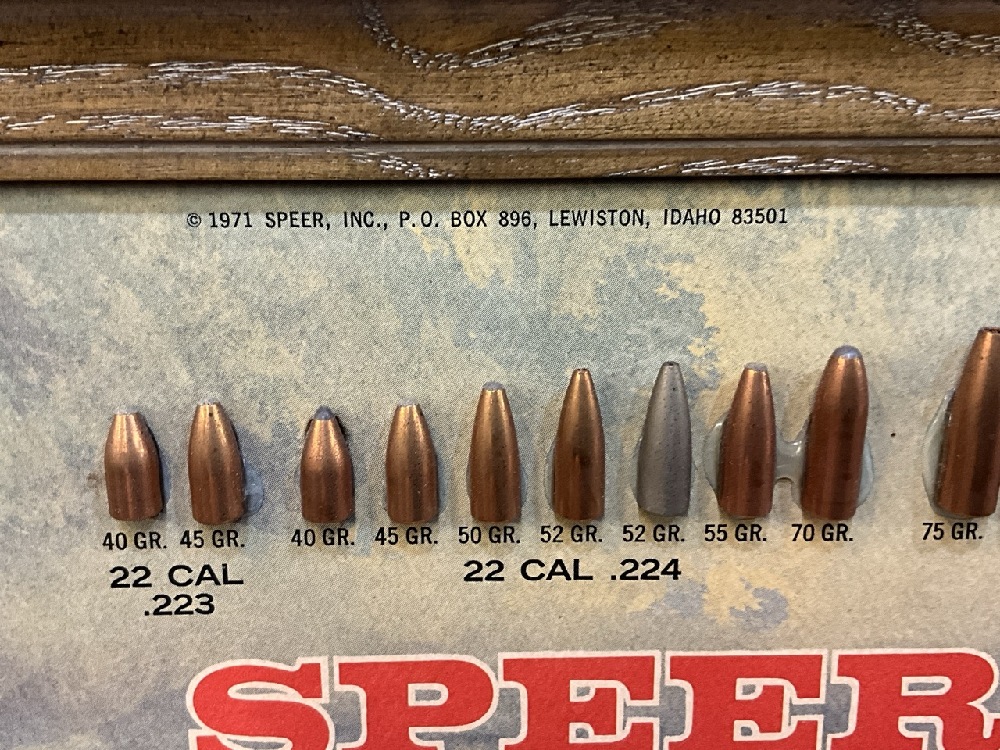 © 1971 SPEER, INC., P.O. BOX 896, LEWISTON, IDAHO 83501
40 GR. 45 GR. 40 GR. 45 GR. 50 GR. 52 GR. 52 GR. 55 GR. 70 GR. 75 GR.
22 CAL .223
22 CAL .224
SPEER